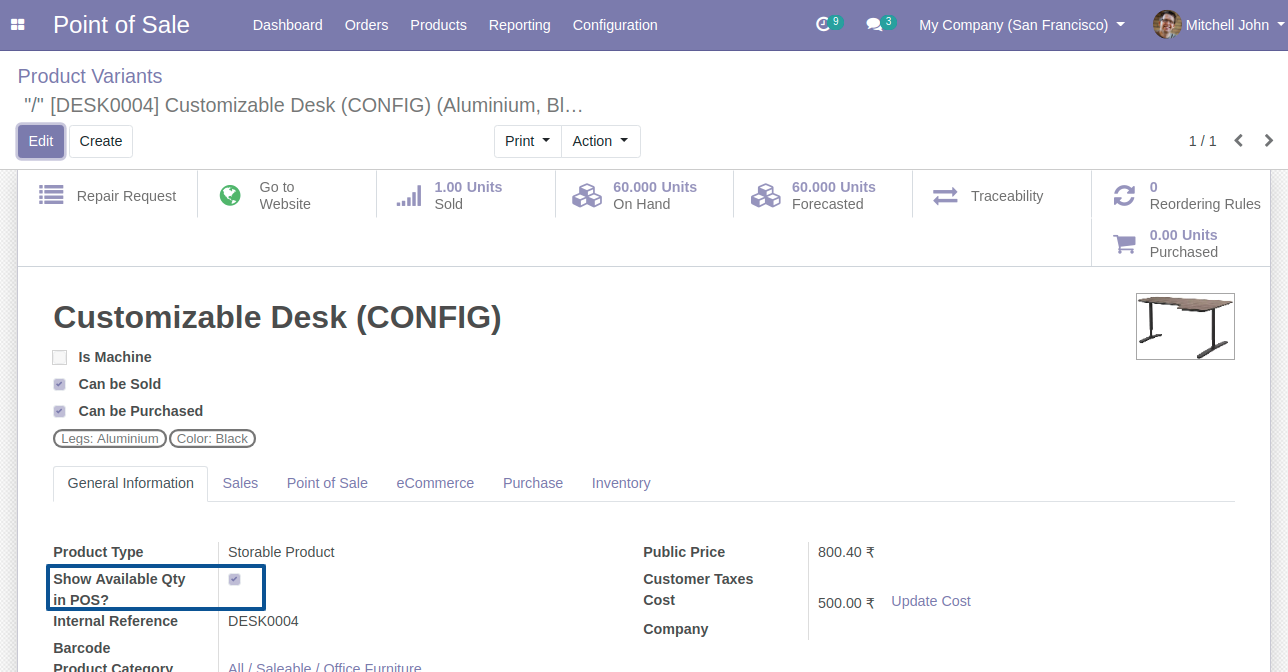 Point of Sale Dashboard Orders Products Reporting Configuration 9 3 My Company (San Francisco) Mitchell John
Product Variants
"/" [DESK0004] Customizable Desk (CONFIG) (Aluminium, Bl…
Edit Create Print Action 1 / 1
Repair Request
Go to
Website
1.00 Units
Sold
60.000 Units
On Hand
60.000 Units
Forecasted
Traceability
0
Reordering Rules
0.00 Units
Purchased
Customizable Desk (CONFIG)
Is Machine
Can be Sold
Can be Purchased
Legs: Aluminium Color: Black
General Information Sales Point of Sale eCommerce Purchase Inventory
Product Type Storable Product
Show Available Qty
in POS?
Internal Reference DESK0004
Barcode
Product Category All / Saleable / Office Furniture
Public Price 800.40 ₹
Customer Taxes
Cost 500.00 ₹ Update Cost
Company